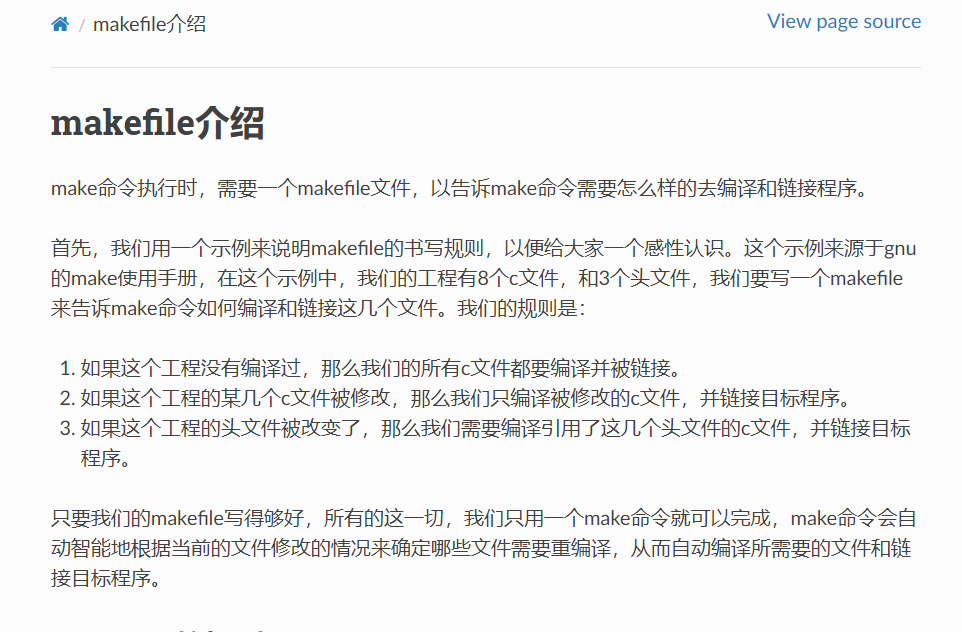 / makefile介绍
View page source
makefile介绍
make命令执行时，需要一个makefile文件，以告诉make命令需要怎么样的去编译和链接程序。
首先，我们用一个示例来说明makefile的书写规则，以便给大家一个感性认识。这个示例来源于gnu
的make使用手册，在这个示例中，我们的工程有8个c文件，和3个头文件，我们要写一个makefile
来告诉make命令如何编译和链接这几个文件。我们的规则是：
1. 如果这个工程没有编译过，那么我们的所有c文件都要编译并被链接。
2. 如果这个工程的某几个c文件被修改，那么我们只编译被修改的c文件，并链接目标程序。
3. 如果这个工程的头文件被改变了，那么我们需要编译引用了这几个头文件的c文件，并链接目标
程序。
只要我们的makefile写得够好，所有的这一切，我们只用一个make命令就可以完成，make命令会自
动智能地根据当前的文件修改的情况来确定哪些文件需要重编译，从而自动编译所需要的文件和链
接目标程序。